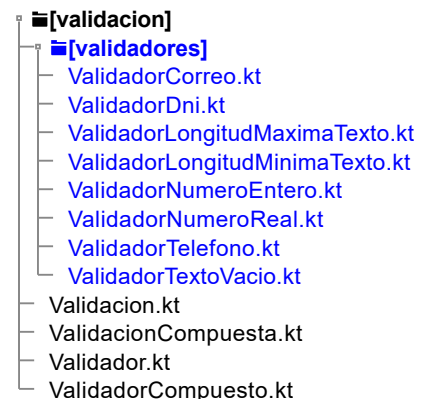 [validacion]
[validadores]
ValidadorCorreo.kt
ValidadorDni.kt
ValidadorLongitudMaximaTexto.kt
ValidadorLongitudMinimaTexto.kt
ValidadorNumeroEntero.kt
ValidadorNumeroReal.kt
ValidadorTelefono.kt
ValidadorTextoVacio.kt
Validacion.kt
ValidacionCompuesta.kt
Validador.kt
ValidadorCompuesto.kt